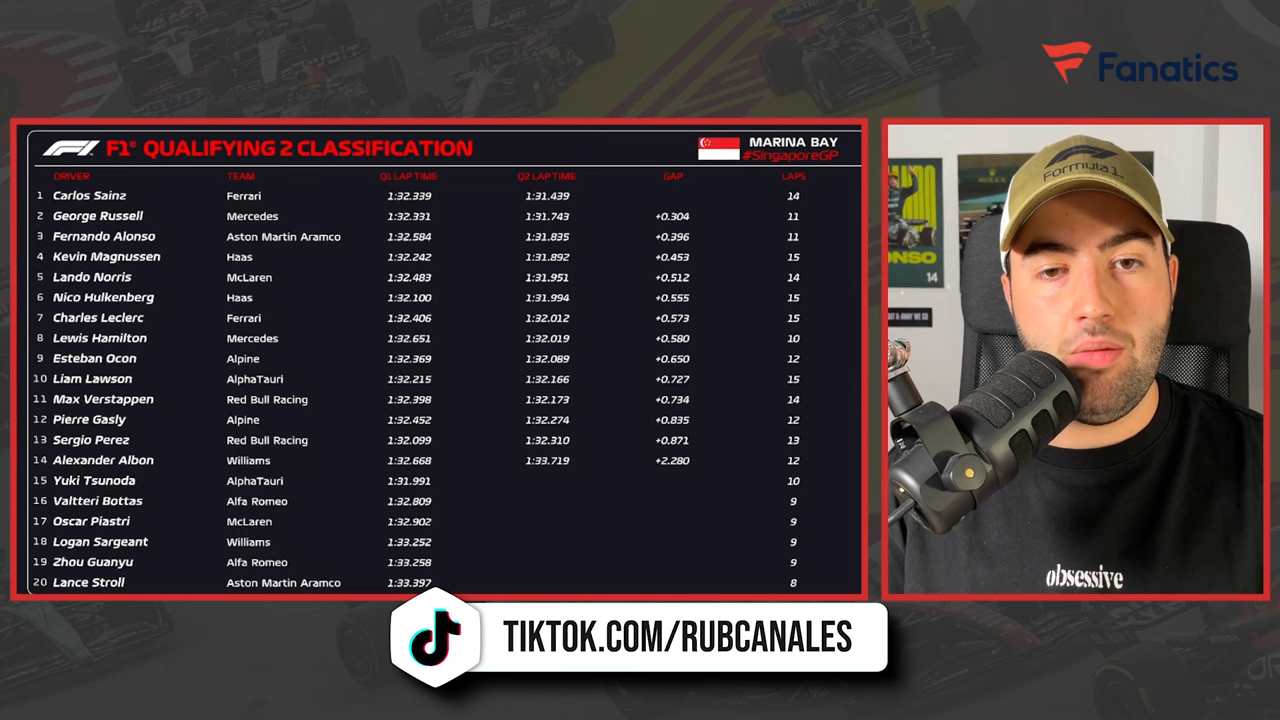 Fanatics
F1® QUALIFYING 2 CLASSIFICATION
MARINA BAY
#SingaporeGP
DRIVER TEAM Q1 LAP TIME Q2 LAP TIME GAP LAPS
1 Carlos Sainz Ferrari 1:32.339 1:31.439 14
2 George Russell Mercedes 1:32.331 1:31.743 +0.304 11
3 Fernando Alonso Aston Martin Aramco 1:32.584 1:31.835 +0.396 11
4 Kevin Magnussen Haas 1:32.242 1:31.892 +0.453 15
5 Lando Norris McLaren 1:32.483 1:31.951 +0.512 14
6 Nico Hulkenberg Haas 1:32.100 1:31.994 +0.555 15
7 Charles Leclerc Ferrari 1:32.406 1:32.012 +0.573 15
8 Lewis Hamilton Mercedes 1:32.651 1:32.019 +0.580 10
9 Esteban Ocon Alpine 1:32.369 1:32.089 +0.650 12
10 Liam Lawson AlphaTauri 1:32.215 1:32.166 +0.727 15
11 Max Verstappen Red Bull Racing 1:32.398 1:32.173 +0.734 14
12 Pierre Gasly Alpine 1:32.452 1:32.274 +0.835 12
13 Sergio Perez Red Bull Racing 1:32.099 1:32.310 +0.871 13
14 Alexander Albon Williams 1:32.668 1:33.719 +2.280 12
15 Yuki Tsunoda AlphaTauri 1:31.991 10
16 Valtteri Bottas Alfa Romeo 1:32.809 9
17 Oscar Piastri McLaren 1:32.902 9
18 Logan Sargeant Williams 1:33.252 9
19 Zhou Guanyu Alfa Romeo 1:33.258 9
20 Lance Stroll Aston Martin Aramco 1:33.397 8
Formula 1
ONSO
14
& AWAY WE GO
obsessive
TIKTOK.COM/RUBCANALES